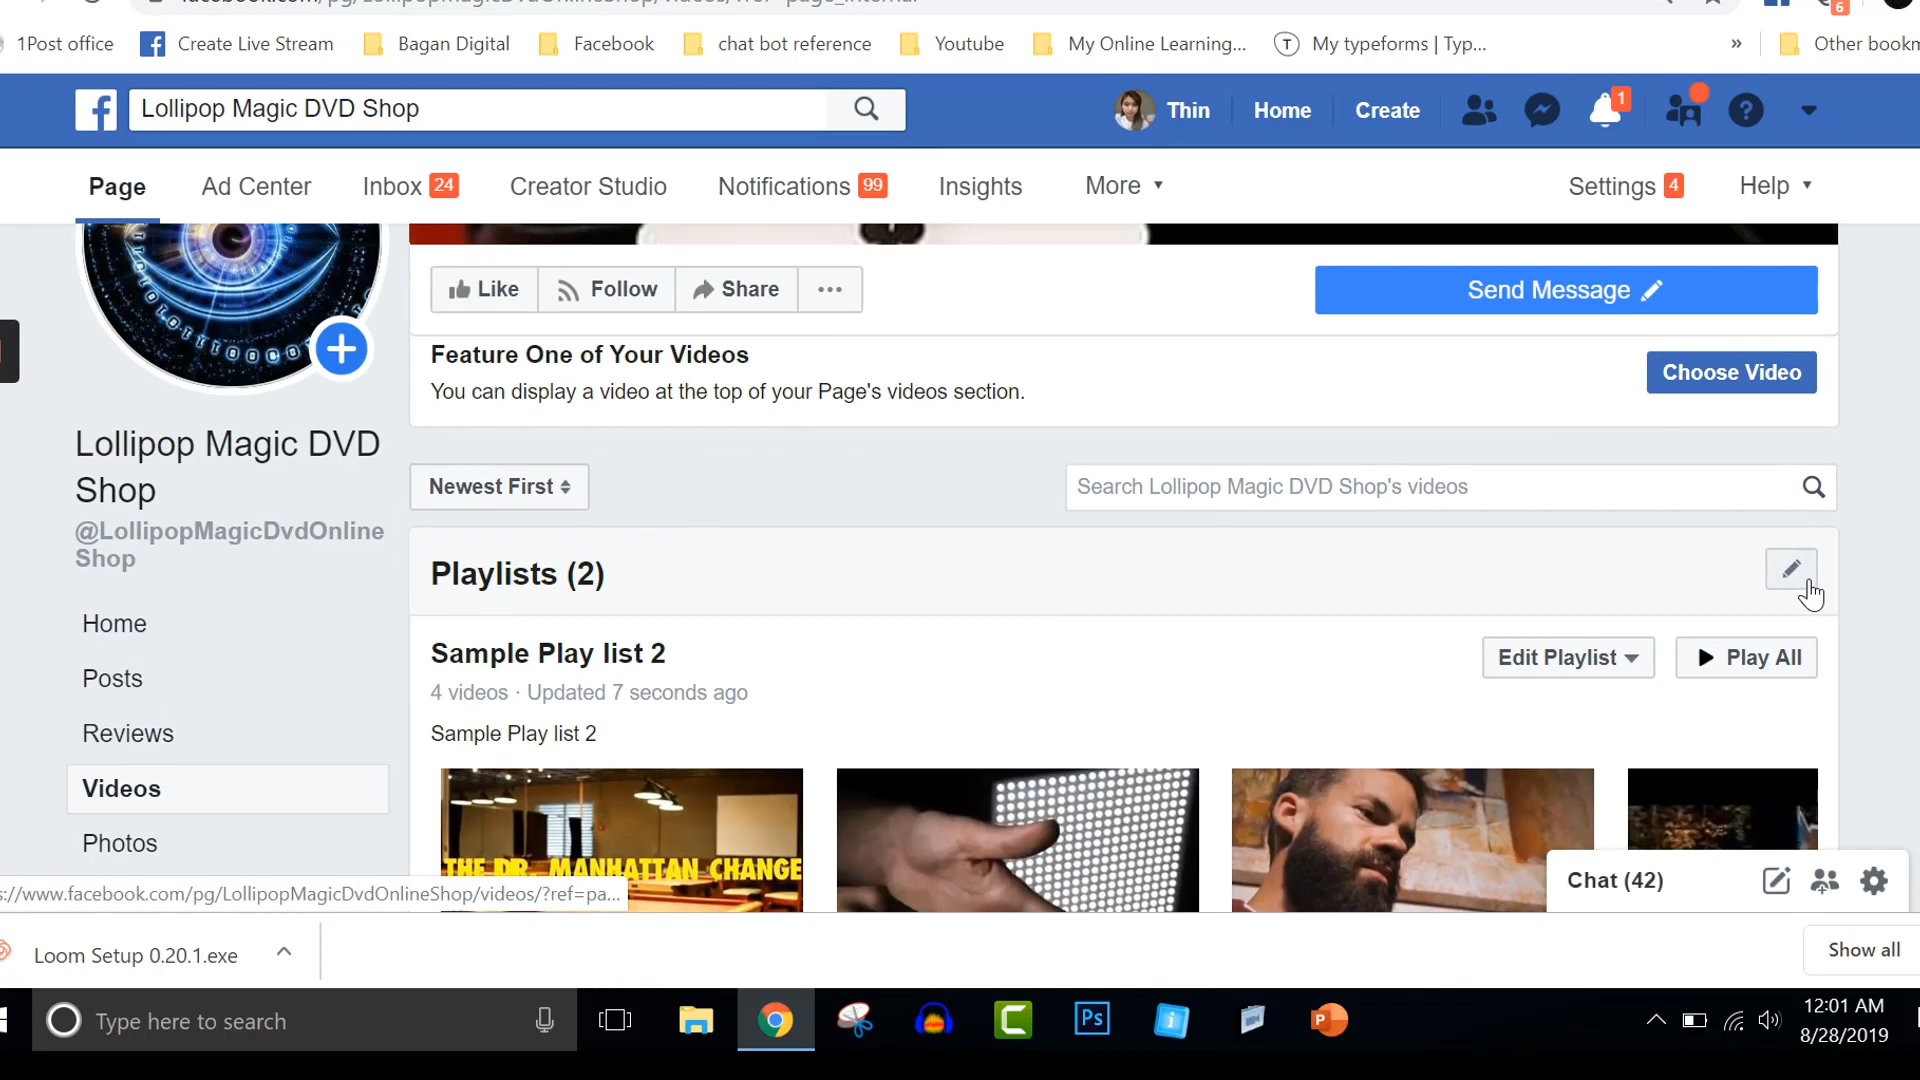 1Post office
Create Live Stream
Bagan Digital
Facebook
chat bot reference
Youtube
My Online Learning...
T
My typeforms | Typ...
»
Other bookm
6
Lollipop Magic DVD Shop
Thin
Home
Create
1
Page
Ad Center
Inbox 24
Creator Studio
Notifications 99
Insights
More
Settings 4
Help
Like
Follow
Share
Send Message
Feature One of Your Videos
You can display a video at the top of your Page's videos section.
Choose Video
Lollipop Magic DVD
Shop
@LollipopMagicDvdOnline
Shop
Newest First
Search Lollipop Magic DVD Shop's videos
Playlists (2)
Sample Play list 2
Edit Playlist
Play All
4 videos · Updated 7 seconds ago
Sample Play list 2
THE DR. MANHATTAN CHANGE
Home
Posts
Reviews
Videos
Photos
s://www.facebook.com/pg/LollipopMagicDvdOnlineShop/videos/?ref=pa...
Chat (42)
Loom Setup 0.20.1.exe
Show all
Type here to search
Ps
12:01 AM
8/28/2019